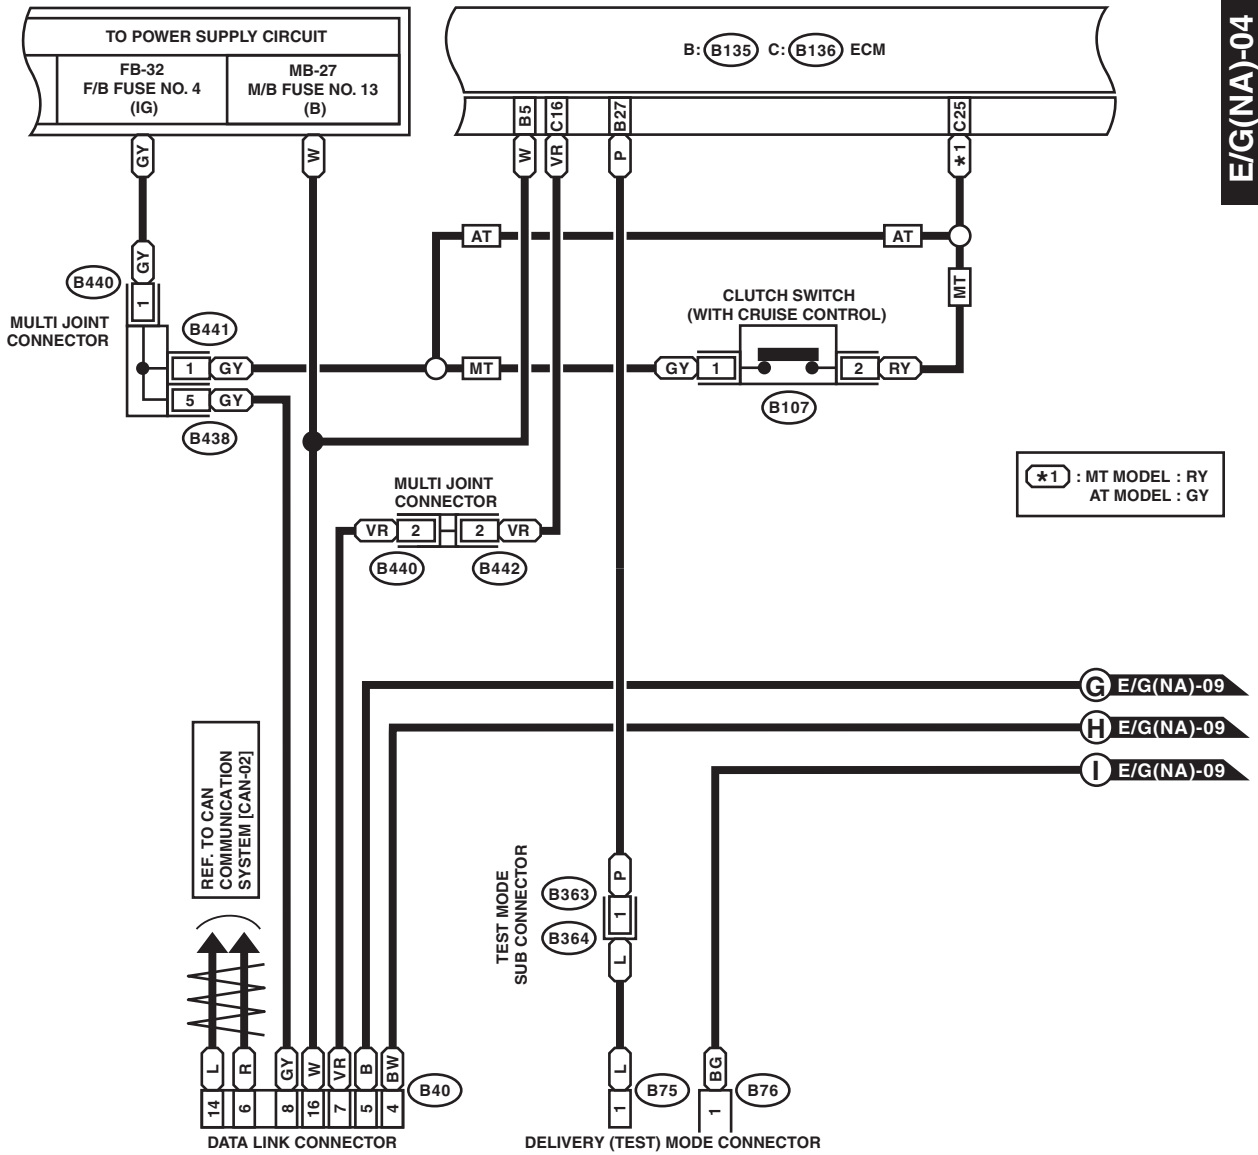 E/G(NA)-04
TO POWER SUPPLY CIRCUIT
FB-32
F/B FUSE NO. 4
(IG)
MB-27
M/B FUSE NO. 13
(B)
B: B135 C: B136 ECM
B5
C16
B27
C25
GY
W
W
VR
P
*1
AT
AT
GY
B440
1
MULTI JOINT
CONNECTOR
MT
CLUTCH SWITCH
(WITH CRUISE CONTROL)
B441
1
GY
MT
GY
1
2
RY
5
GY
B107
B438
*1 : MT MODEL : RY
AT MODEL : GY
MULTI JOINT
CONNECTOR
VR
2
2
VR
B440
B442
G E/G(NA)-09
H E/G(NA)-09
I E/G(NA)-09
REF. TO CAN
COMMUNICATION
SYSTEM [CAN-02]
TEST MODE
SUB CONNECTOR
P
B363
1
B364
L
L
R
GY
W
VR
B
BW
B40
14
6
8
16
7
5
4
DATA LINK CONNECTOR
L
B75
1
BG
B76
1
DELIVERY (TEST) MODE CONNECTOR